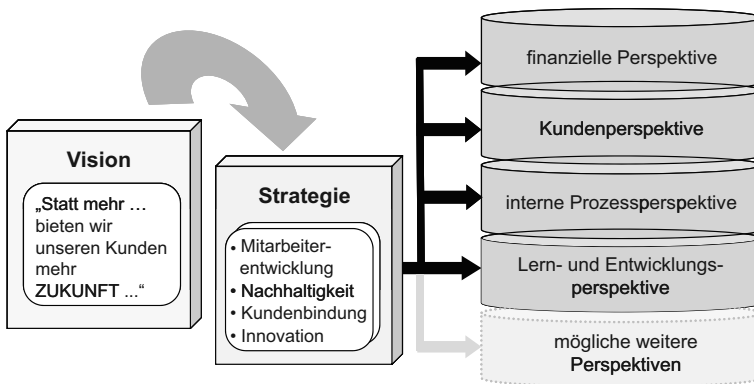 Vision
„Statt mehr ...
bieten wir
unseren Kunden
mehr
ZUKUNFT ...“
Strategie
• Mitarbeiter-
entwicklung
• Nachhaltigkeit
• Kundenbindung
• Innovation
finanzielle Perspektive
Kundenperspektive
interne Prozessperspektive
Lern- und Entwicklungs-
perspektive
mögliche weitere
Perspektiven